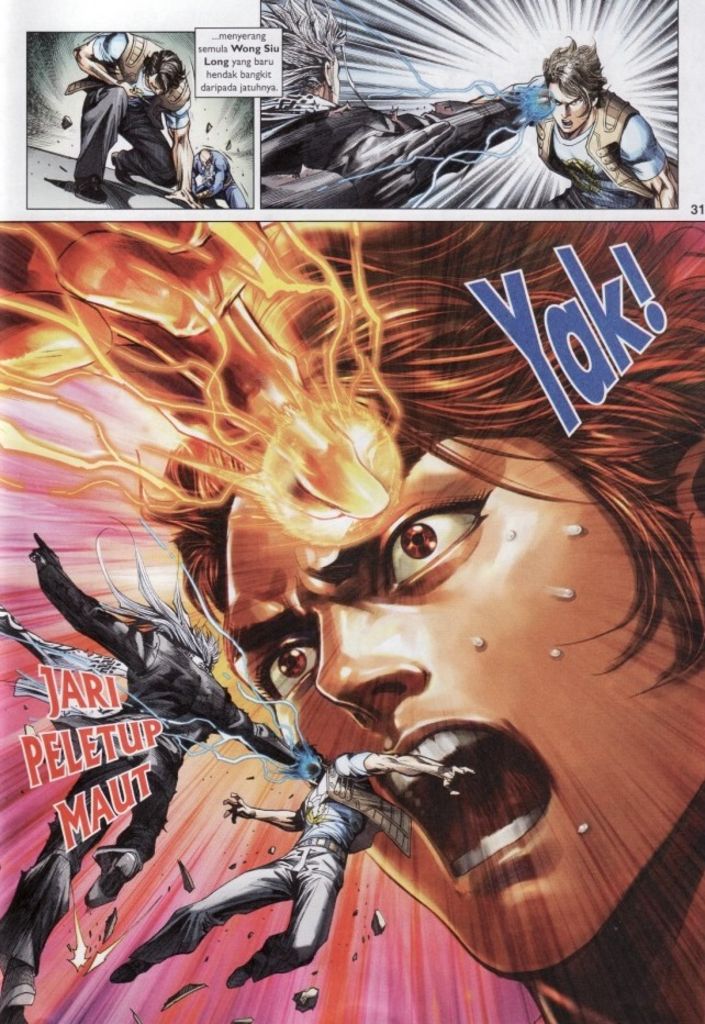 ...menyerang
semula Wong Siu
Long yang baru
hendak bangkit
daripada jatuhnya.
31
Yak!
JARI
PELETUP
MAUT